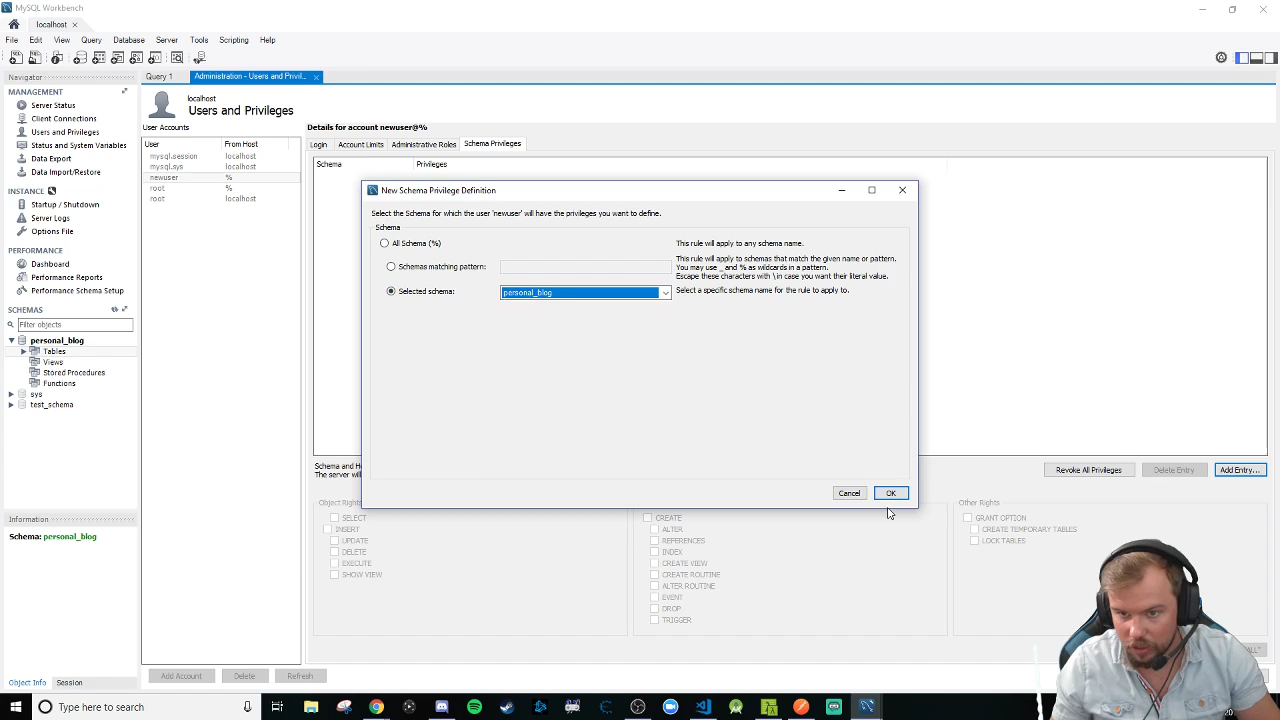 MySQL Workbench
localhost
File Edit View Query Database Server Tools Scripting Help
Navigator
MANAGEMENT
Server Status
Client Connections
Users and Privileges
Status and System Variables
Data Export
Data Import/Restore
INSTANCE
Startup / Shutdown
Server Logs
Options File
PERFORMANCE
Dashboard
Performance Reports
Performance Schema Setup
SCHEMAS
Filter objects
personal_blog
Tables
Views
Stored Procedures
Functions
sys
test_schema
Information
Schema: personal_blog
Object Info Session
Query 1 Administration - Users and Privil...
localhost
Users and Privileges
User Accounts
User From Host
mysql.session localhost
mysql.sys localhost
newuser %
root %
root localhost
Add Account Delete Refresh
Details for account newuser@%
Login Account Limits Administrative Roles Schema Privileges
Schema Privileges
New Schema Privilege Definition
Select the Schema for which the user 'newuser' will have the privileges you want to define.
Schema
All Schema (%) This rule will apply to any schema name.
Schemas matching pattern: This rule will apply to schemas that match the given name or pattern.
You may use _ and % as wildcards in a pattern.
Escape these characters with \ in case you want their literal value.
Selected schema: personal_blog Select a specific schema name for the rule to apply to.
Cancel OK
Schema and H
The server will
Revoke All Privileges Delete Entry Add Entry...
Object Rights
SELECT
INSERT
UPDATE
DELETE
EXECUTE
SHOW VIEW
CREATE
ALTER
REFERENCES
INDEX
CREATE VIEW
CREATE ROUTINE
ALTER ROUTINE
EVENT
DROP
TRIGGER
Other Rights
GRANT OPTION
CREATE TEMPORARY TABLES
LOCK TABLES
ALL"
Type here to search